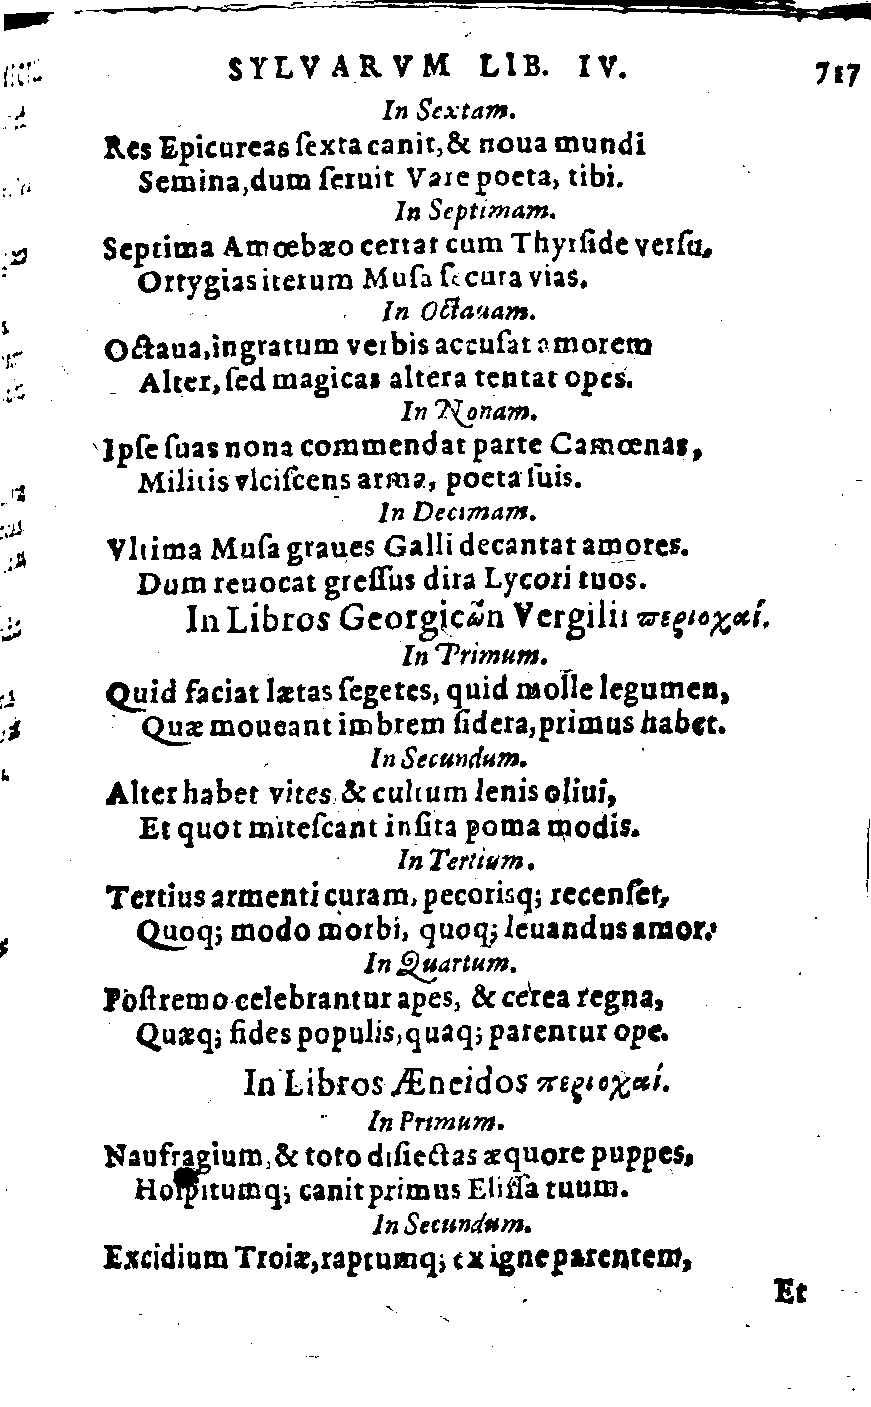 SYLVARVM LIB. IV. 717
In Sextam.
Res Epicureas ſexta canit, & noua mundi
Semina, dum ſeruit Vare poeta, tibi.
In Septimam.
Septima Amœbæo certat cum Thyrſide verſu,
Ortygias iterum Muſa ſecura vias.
In Octauam.
Octaua, ingratum verbis accuſat amorem
Alter, ſed magicas altera tentat opes.
In Nonam.
Ipſe ſuas nona commendat parte Camœnas,
Militis vlciſcens arma, poeta ſuis.
In Decimam.
Vltima Muſa graues Galli decantat amores.
Dum reuocat greſſus dira Lycori tuos.
In Libros Georgicῶn Vergilii περιοχαί.
In Primum.
Quid faciat lætas ſegetes, quid molle legumen,
Quæ moueant imbrem ſidera, primus habet.
In Secundum.
Alter habet vites & cultum lenis oliui,
Et quot miteſcant inſita poma modis.
In Tertium.
Tertius armenti curam, pecorisq; recenſet,
Quoq; modo morbi, quoq; leuandus amor.
In Quartum.
Poſtremo celebrantur apes, & cerea regna,
Quæq; fides populis, quaq; parentur ope.
In Libros Æneidos περιοχαί.
In Primum.
Naufragium, & toto diſiectas æquore puppes,
Hoſpitumq; canit primus Eliſſa tuum.
In Secundum.
Excidium Troiæ, raptumq; ex igne parentem,
Et